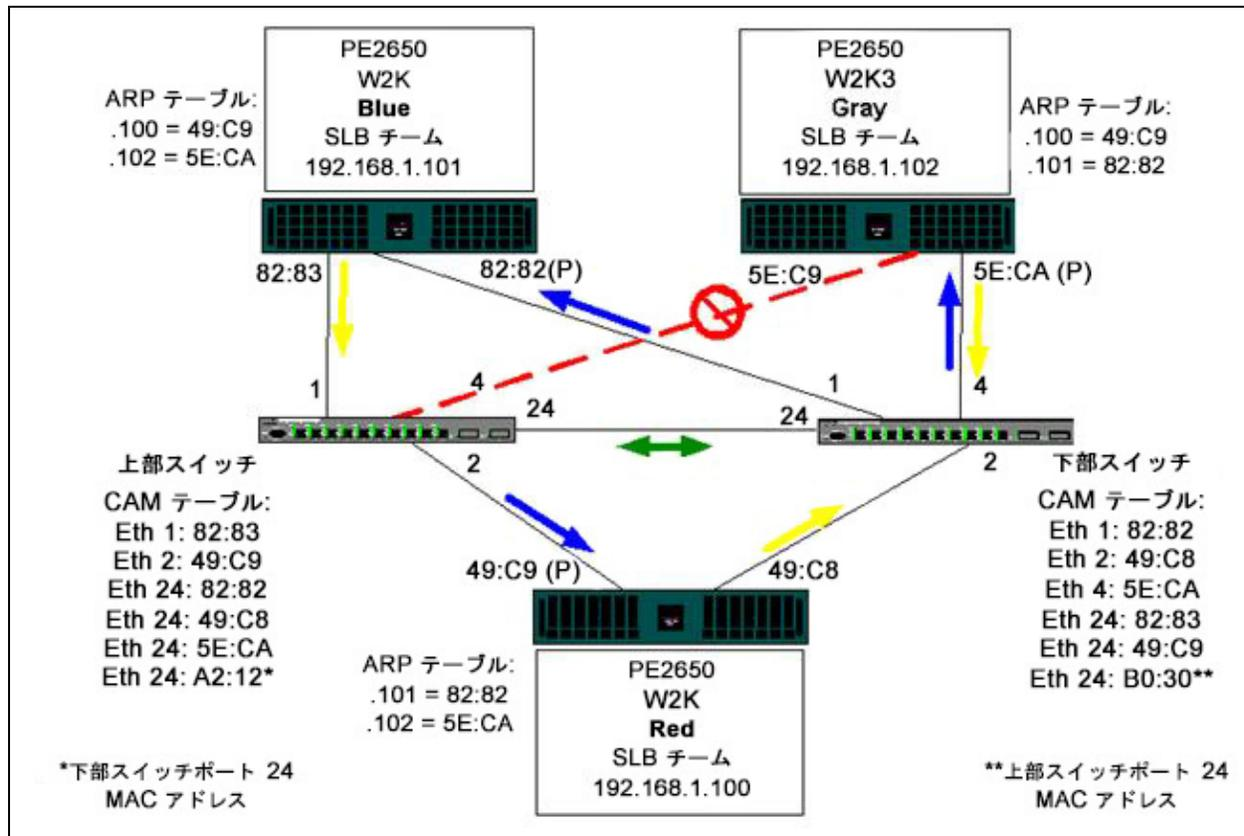 PE2650
W2K
Blue
SLB チーム
192.168.1.101
ARP テーブル:
.100 = 49:C9
.102 = 5E:CA
PE2650
W2K3
Gray
SLB チーム
192.168.1.102
ARP テーブル:
.100 = 49:C9
.101 = 82:82
82:83
82:82(P)
5E:C9
5E:CA (P)
1
4
24
2
1
4
24
2
上部スイッチ
CAM テーブル:
Eth 1: 82:83
Eth 2: 49:C9
Eth 24: 82:82
Eth 24: 49:C8
Eth 24: 5E:CA
Eth 24: A2:12*
下部スイッチ
CAM テーブル:
Eth 1: 82:82
Eth 2: 49:C8
Eth 4: 5E:CA
Eth 24: 82:83
Eth 24: 49:C9
Eth 24: B0:30**
49:C9 (P)
49:C8
ARP テーブル:
.101 = 82:82
.102 = 5E:CA
PE2650
W2K
Red
SLB チーム
192.168.1.100
*下部スイッチポート 24
MAC アドレス
**上部スイッチポート 24
MAC アドレス